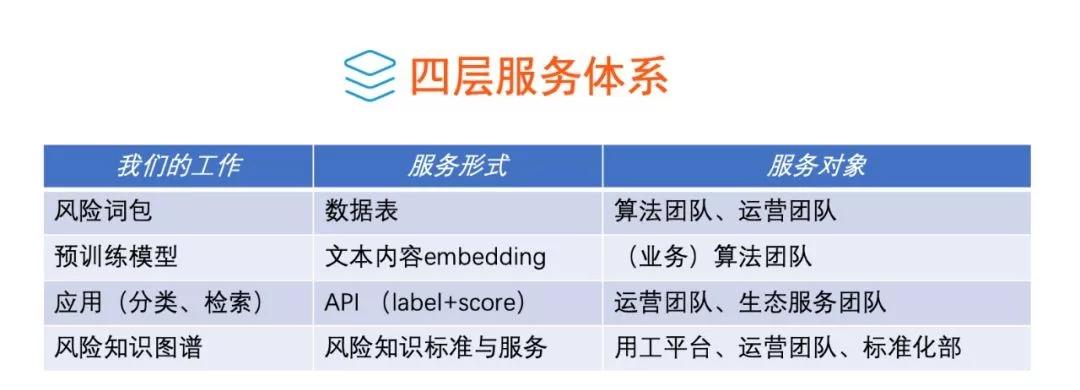 四层服务体系
我们的工作 服务形式 服务对象
风险词包 数据表 算法团队、运营团队
预训练模型 文本内容embedding （业务）算法团队
应用（分类、检索） API （label+score） 运营团队、生态服务团队
风险知识图谱 风险知识标准与服务 用工平台、运营团队、标准化部